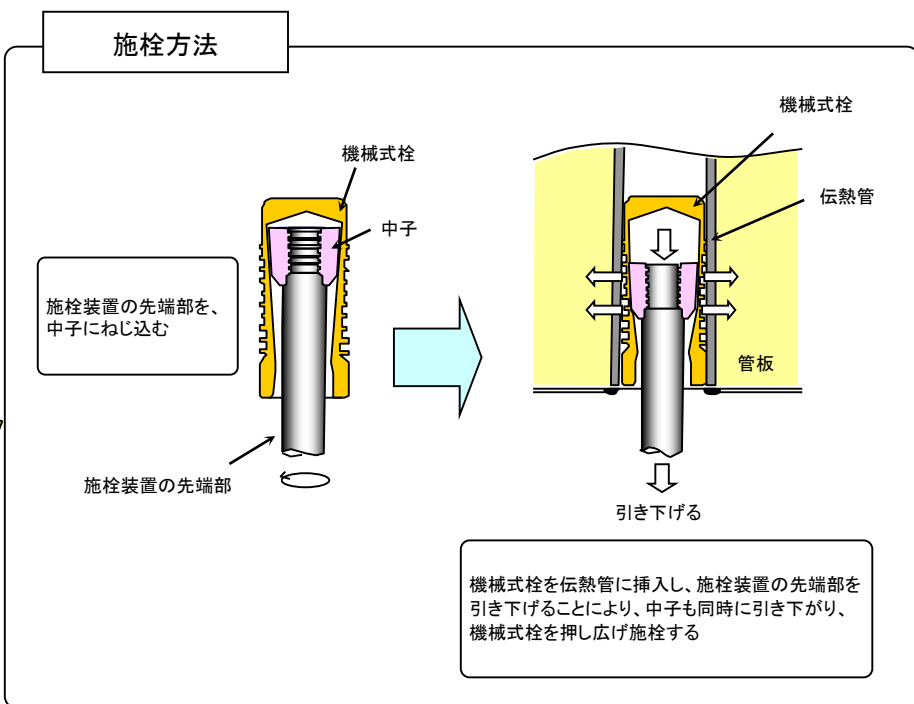 施栓方法
機械式栓
中子
施栓装置の先端部を、
中子にねじ込む
施栓装置の先端部
機械式栓
伝熱管
管板
引き下げる
機械式栓を伝熱管に挿入し、施栓装置の先端部を
引き下げることにより、中子も同時に引き下がり、
機械式栓を押し広げ施栓する